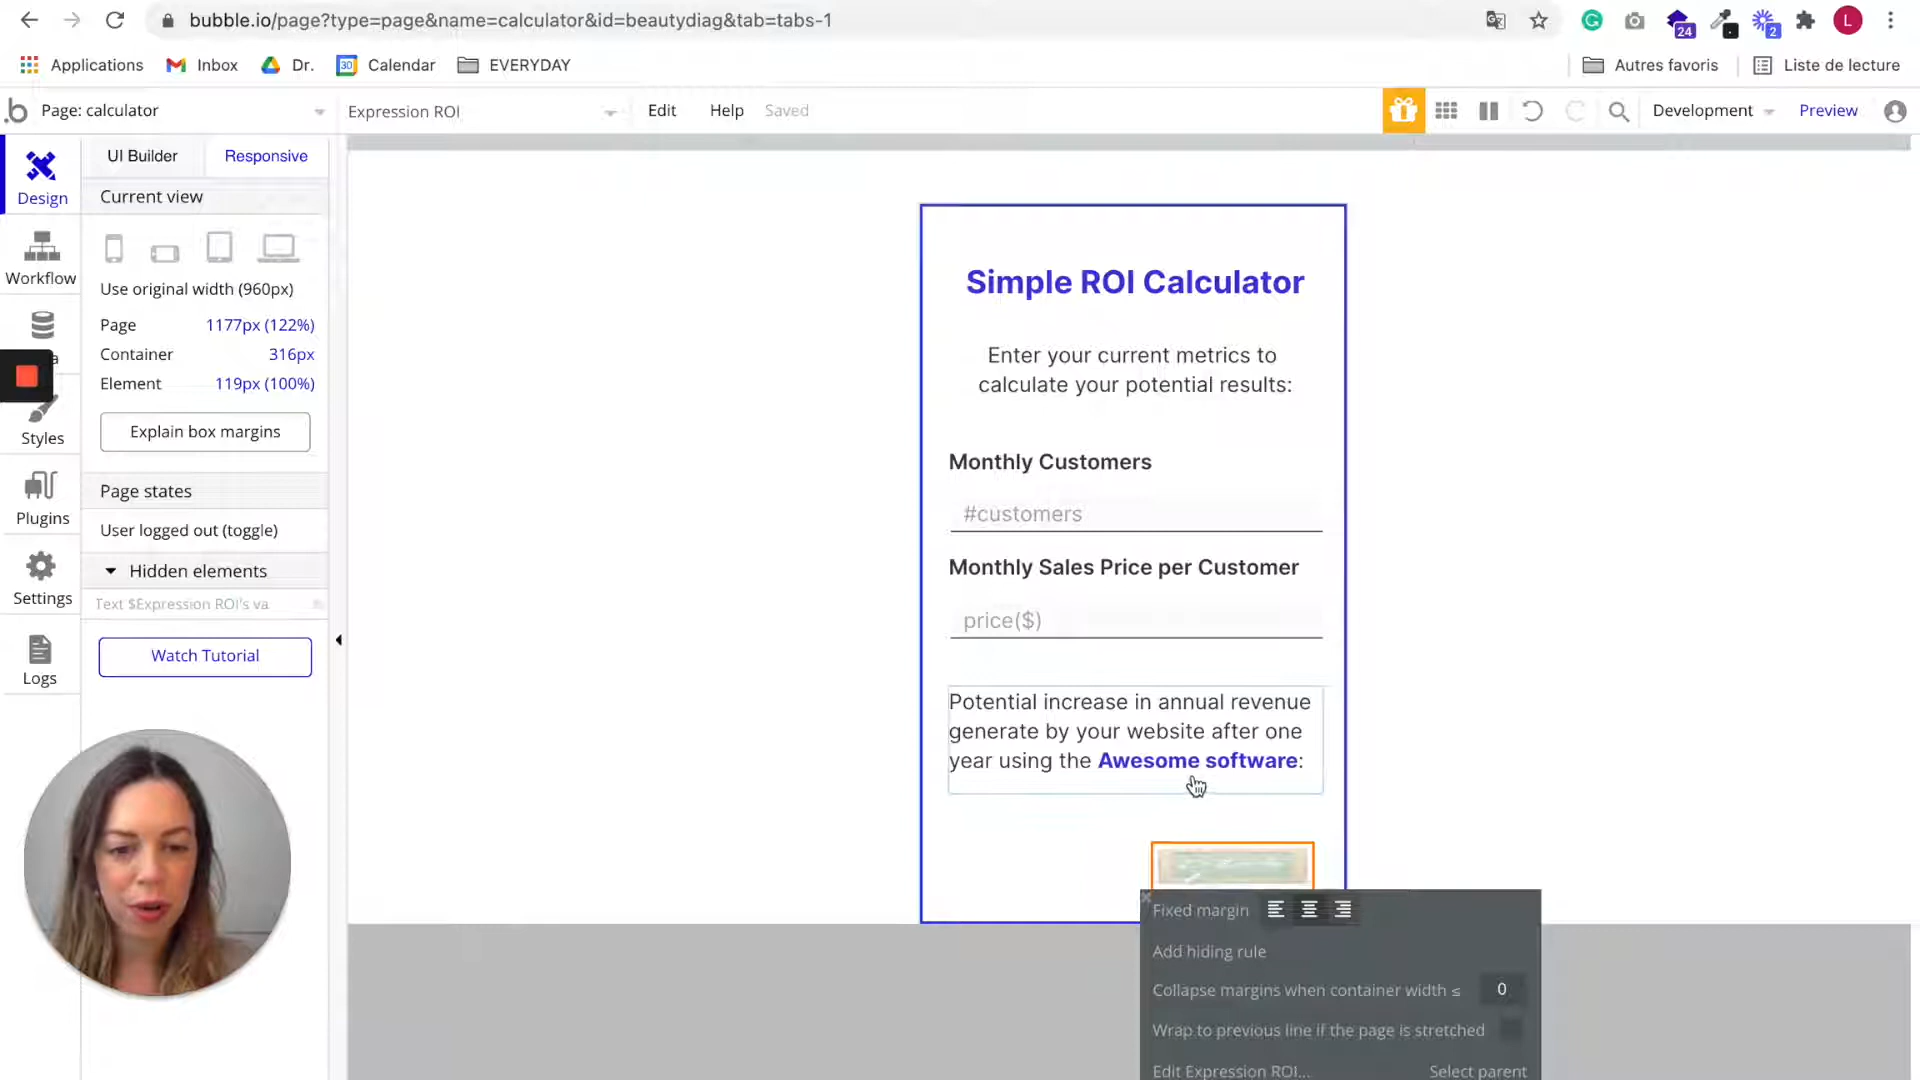 bubble.io/page?type=page&name=calculator&id=beautydiag&tab=tabs-1
24
2
L
Applications
Inbox
30
Dr.
Calendar
EVERYDAY
Autres favoris
Liste de lecture
b
Page: calculator
Expression ROI
Edit
Help
Saved
Development
Preview
UI Builder
Responsive
Design
Current view
Workflow
Use original width (960px)
Page
1177px (122%)
Container
316px
Element
119px (100%)
Explain box margins
Styles
Page states
Plugins
User logged out (toggle)
Hidden elements
Settings
Text $Expression ROI's va
Watch Tutorial
Logs
Simple ROI Calculator
Enter your current metrics to
calculate your potential results:
Monthly Customers
#customers
Monthly Sales Price per Customer
price($)
Potential increase in annual revenue
generate by your website after one
year using the Awesome software:
Fixed margin
Add hiding rule
Collapse margins when container width ≤ 0
Wrap to previous line if the page is stretched
Edit Expression ROI...
Select parent